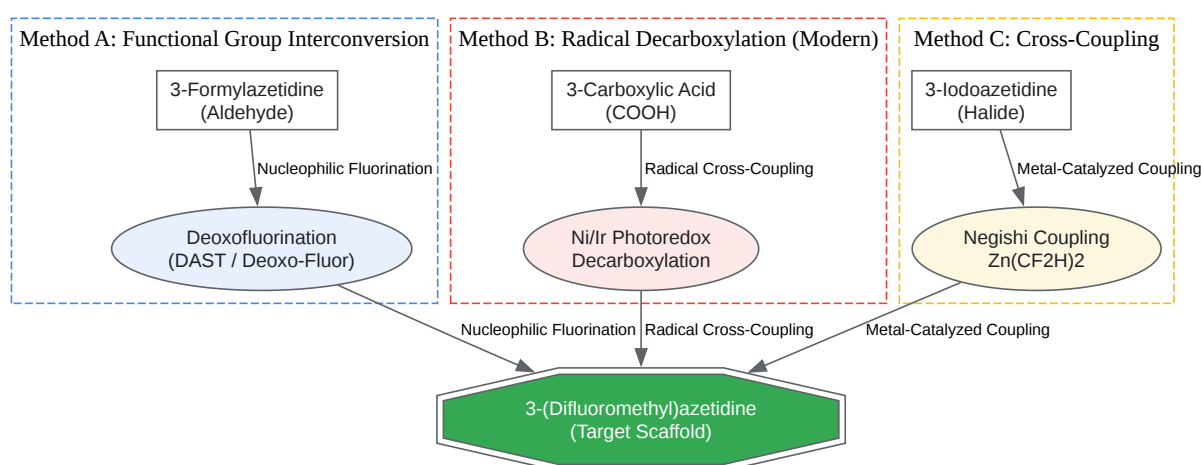 Method A: Functional Group Interconversion
3-Formylazetidine
(Aldehyde)
Nucleophilic Fluorination
Deoxofluorination
(DAST / Deoxo-Fluor)
Method B: Radical Decarboxylation (Modern)
3-Carboxylic Acid
(COOH)
Radical Cross-Coupling
Ni/Ir Photoredox
Decarboxylation
Method C: Cross-Coupling
3-Iodoazetidine
(Halide)
Metal-Catalyzed Coupling
Negishi Coupling
Zn(CF2H)2
Nucleophilic Fluorination
Radical Cross-Coupling
Metal-Catalyzed Coupling
3-(Difluoromethyl)azetidine
(Target Scaffold)